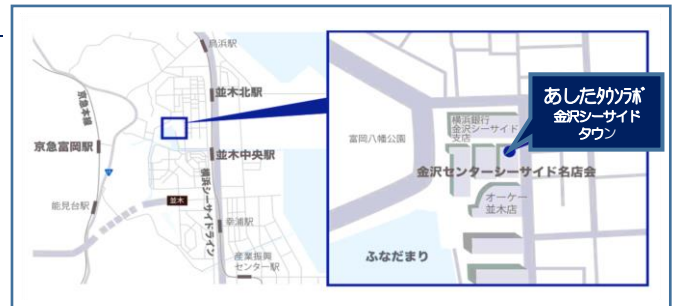 鳥浜駅
並木北駅
京急本線
京急富岡駅
並木中央駅
横浜シーサイドライン
能見台駅
並木
幸浦駅
産業振興
センター駅
あしたタウンラボ
金沢シーサイド
タウン
横浜銀行
金沢シーサイド
支店
富岡八幡公園
金沢センターシーサイド名店会
オーケー
並木店
ふなだまり